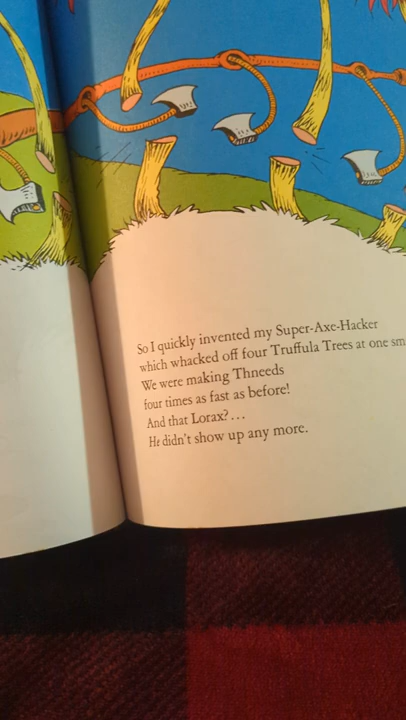 So I quickly invented my Super-Axe-Hacker
which whacked off four Truffula Trees at one
We were making Thneeds
four times as fast as before!
And that Lorax?...
He didn't show up any more.